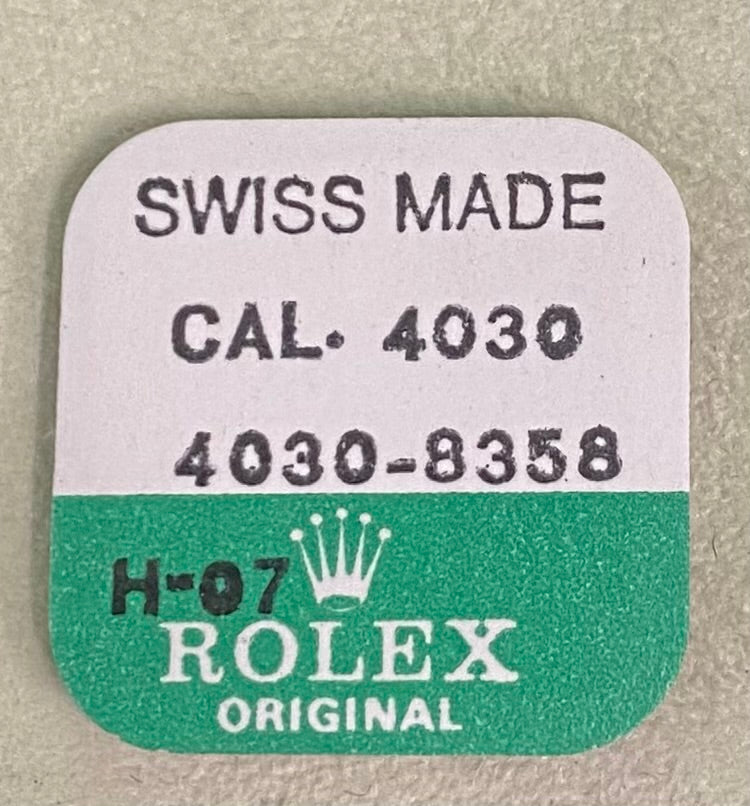 SWISS MADE
CAL. 4030
4030-8358
H-07
ROLEX
ORIGINAL